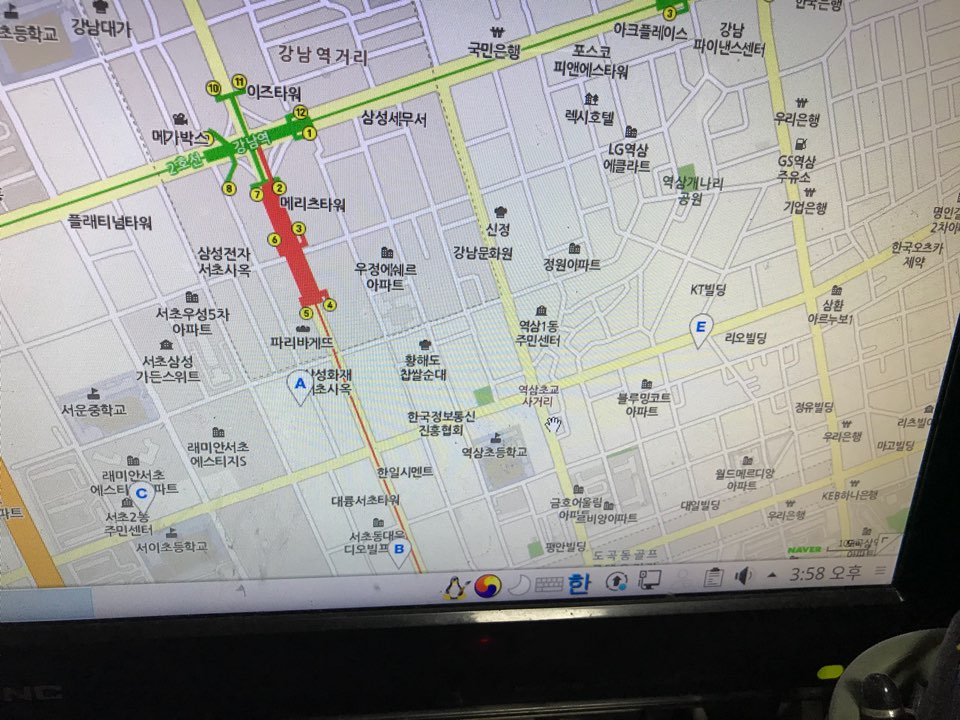 초등학교
강남대가
강남역거리
₩
국민은행
아크플레이스
③
포스코
피앤에스타워
강남
파이낸스센터
한국은행
⑩
⑪
이즈타워
⑫
①
메가박스
강남역
2호선
삼성세무서
렉시호텔
LG역삼
에클라트
₩
우리은행
GS역삼
주유소
₩
기업은행
⑧
⑦
②
메리츠타워
플래티넘타워
역삼개나리
공원
신정
강남문화원
삼성전자
서초사옥
⑥
③
우정에쉐르
아파트
정원아파트
한국오츠카
제약
KT빌딩
삼환
아르누보1
서초우성5차
아파트
⑤
④
파리바게뜨
역삼1동
주민센터
E
리오빌딩
서초삼성
가든스위트
황해도
찹쌀순대
A
삼성화재
서초사옥
서운중학교
역삼초교
사거리
블루밍코트
아파트
한국정보통신
진흥협회
유빌딩
₩
우리은행
마고빌딩
래미안서초
에스티지S
역삼초등학교
한일시멘트
래미안서초
에스티
파트
C
서초2동
주민센터
대륭서초타워
월드메르디앙
아파트
₩
KEB하나은행
금호어울림
르비앙아파트
대일빌딩
₩
우리은행
서이초등학교
서초동대우
디오빌프
B
평안빌딩
도곡동골프
NAVER
한
3:58 오후